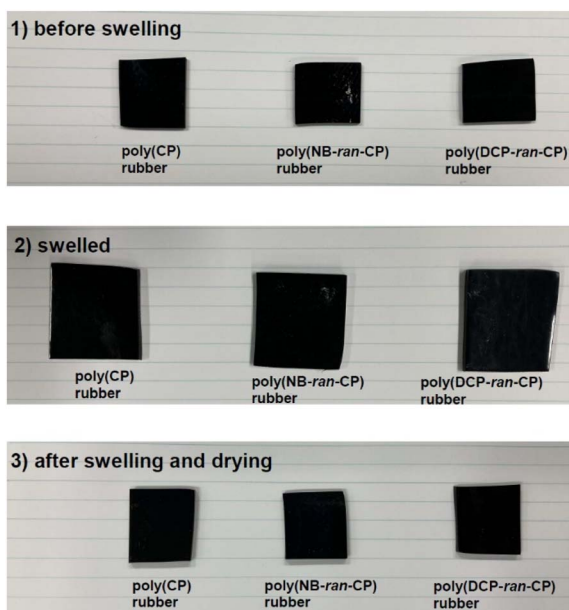 1) before swelling
poly(CP) poly(NB-ran-CP) poly(DCP-ran-CP)
rubber rubber rubber
2) swelled
poly(CP) poly(NB-ran-CP) poly(DCP-ran-CP)
rubber rubber rubber
3) after swelling and drying
poly(CP) poly(NB-ran-CP) poly(DCP-ran-CP)
rubber rubber rubber